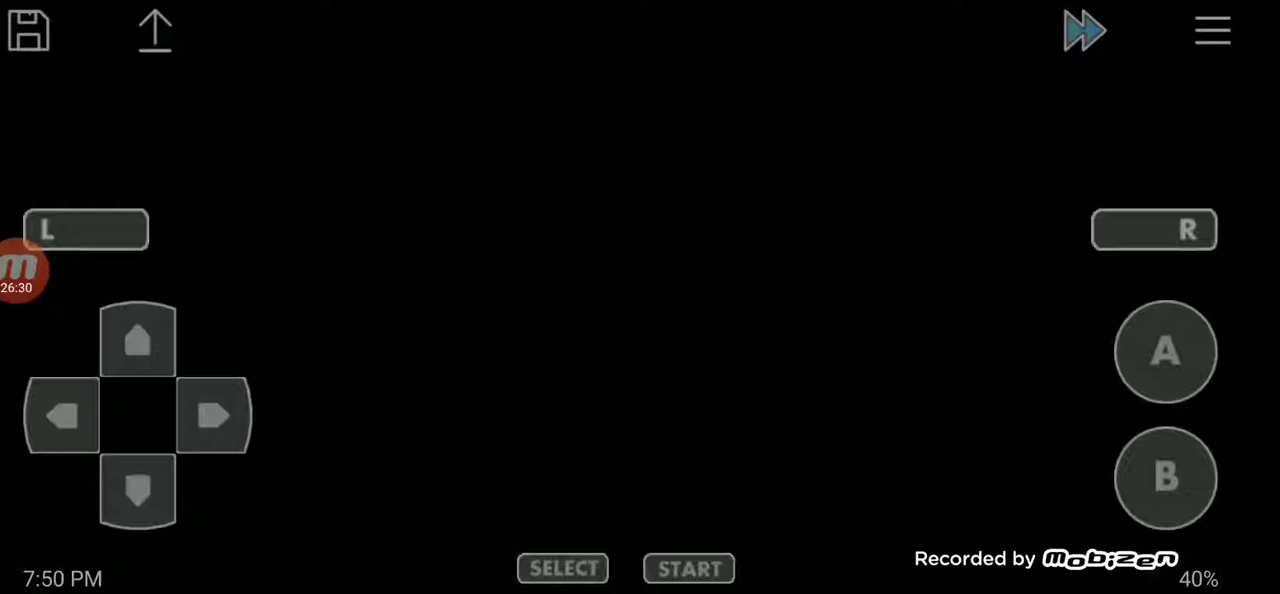 L
R
26:30
A
B
SELECT
START
Recorded by Mobizen
7:50 PM
40%